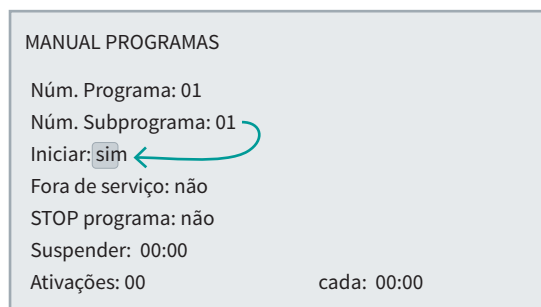 MANUAL PROGRAMAS
Núm. Programa: 01
Núm. Subprograma: 01
Iniciar: sim
Fora de serviço: não
STOP programa: não
Suspender: 00:00
Ativações: 00 cada: 00:00